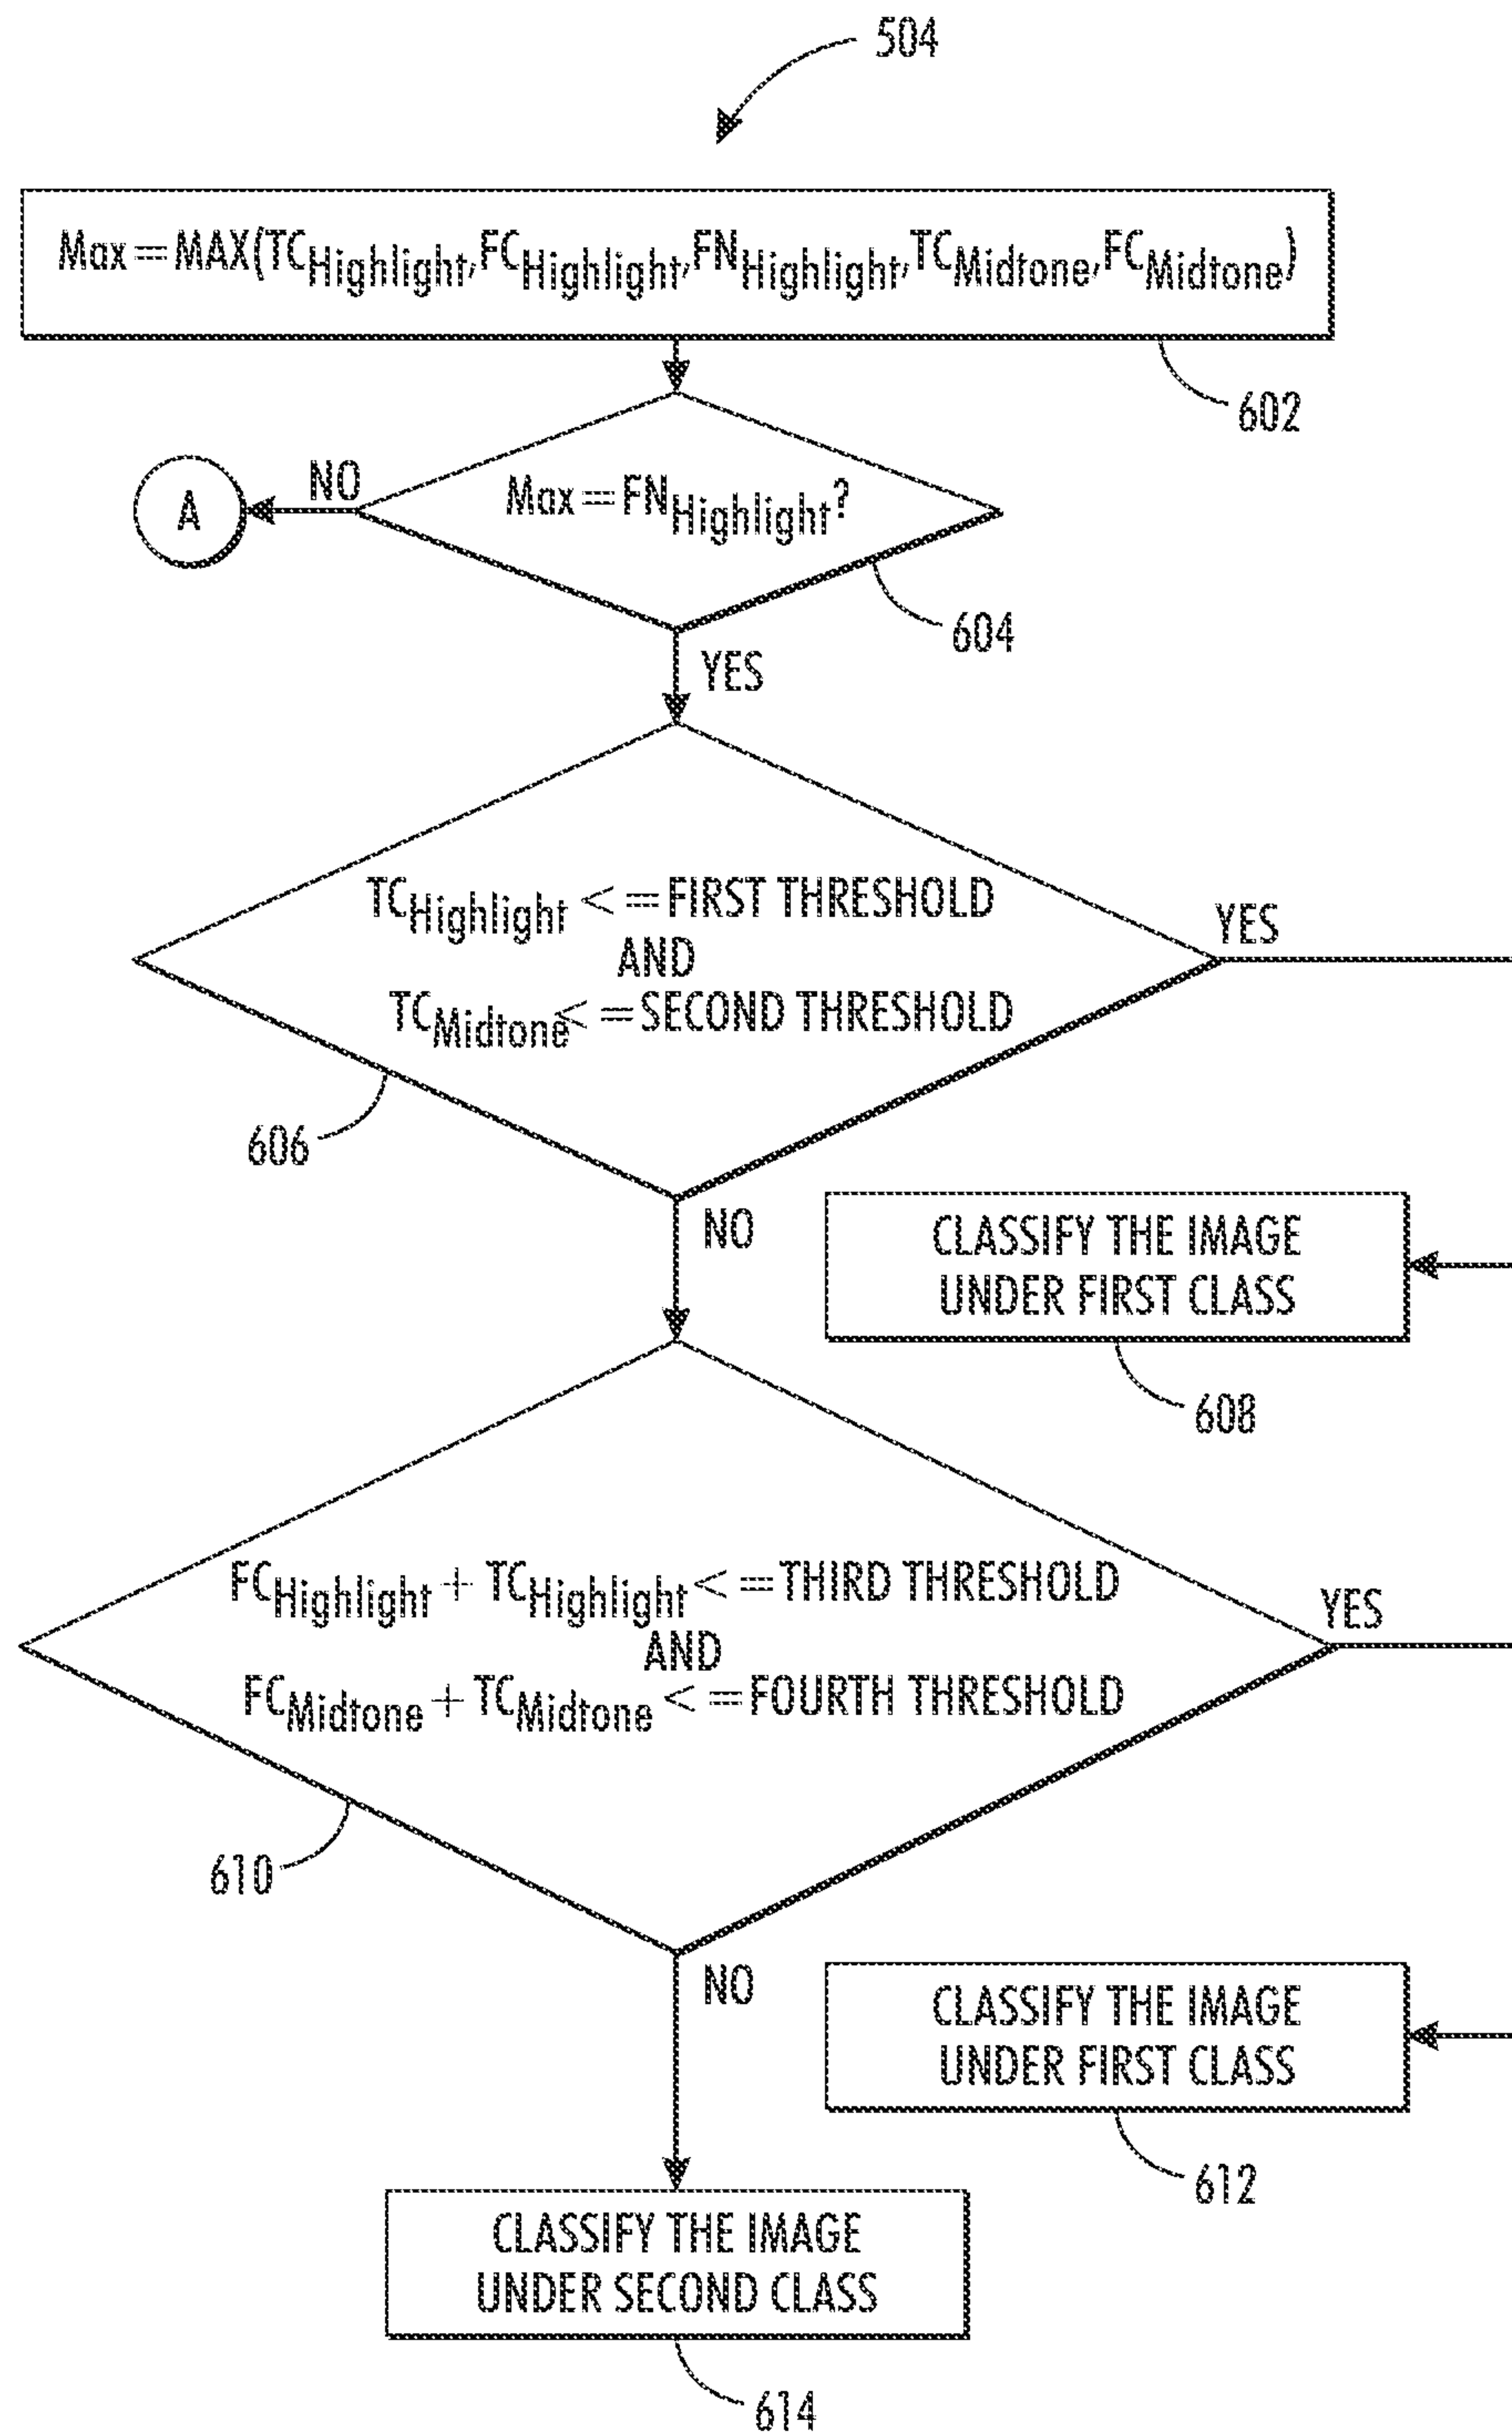 504
Max = MAX(TCHighlight,FCHighlight,FNHighlight,TCMidtone,FCMidtone)
602
NO
A
Max = FNHighlight?
604
YES
TCHighlight <= FIRST THRESHOLD
YES
AND
TCMidtone <= SECOND THRESHOLD
606
NO
CLASSIFY THE IMAGE
UNDER FIRST CLASS
608
FCHighlight + TCHighlight <= THIRD THRESHOLD
YES
AND
FCMidtone + TCMidtone <= FOURTH THRESHOLD
610
NO
CLASSIFY THE IMAGE
UNDER FIRST CLASS
612
CLASSIFY THE IMAGE
UNDER SECOND CLASS
614